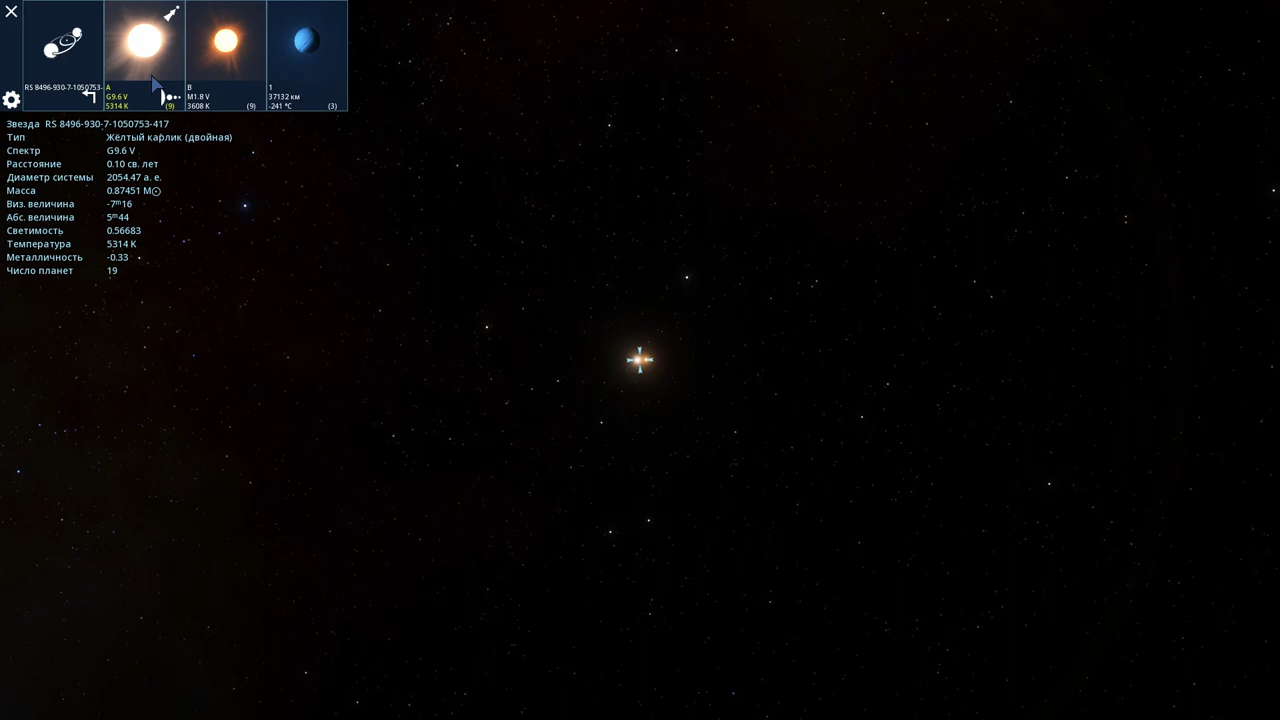 RS 8496-930-7-1050753-
A
G9.6 V
5314 K (9)
B
M1.8 V
3608 K (9)
1
37132 км
-241 °C (3)
Звезда RS 8496-930-7-1050753-417
Тип Жёлтый карлик (двойная)
Спектр G9.6 V
Расстояние 0.10 св. лет
Диаметр системы 2054.47 а. е.
Масса 0.87451 M☉
Виз. величина -7ᵐ16
Абс. величина 5ᵐ44
Светимость 0.56683
Температура 5314 K
Металличность -0.33
Число планет 19